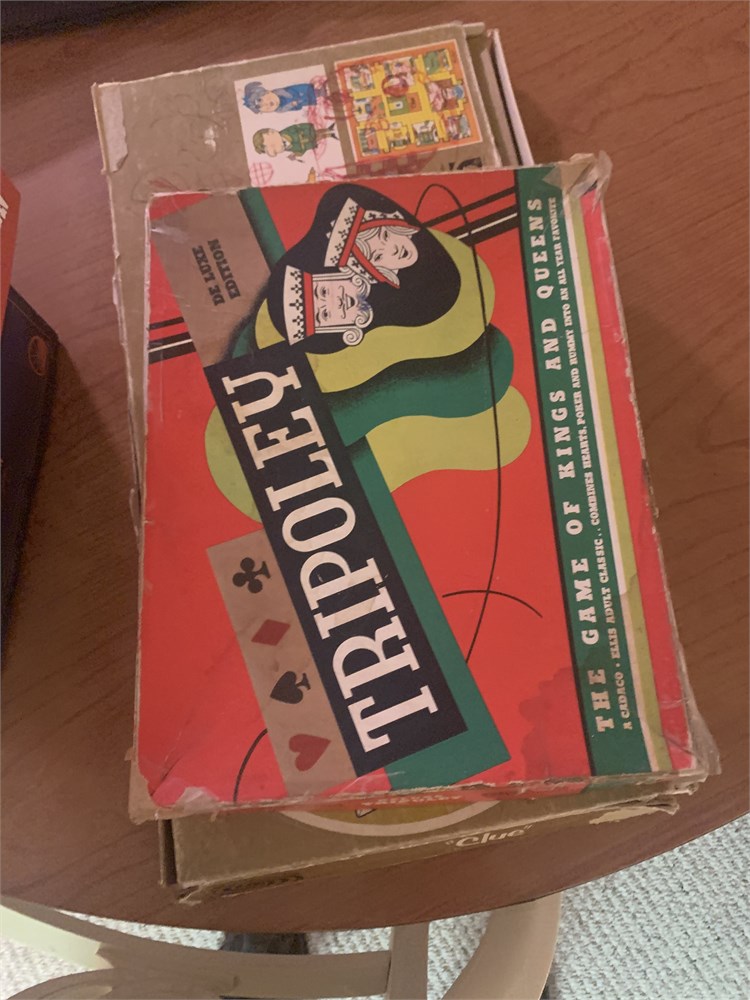 DE LUXE
EDITION
TRIPOLEY
THE GAME OF KINGS AND QUEENS
A CADACO - ELLIS ADULT CLASSIC . . COMBINES HEARTS, POKER AND RUMMY INTO AN ALL YEAR FAVORITE
"Clue"